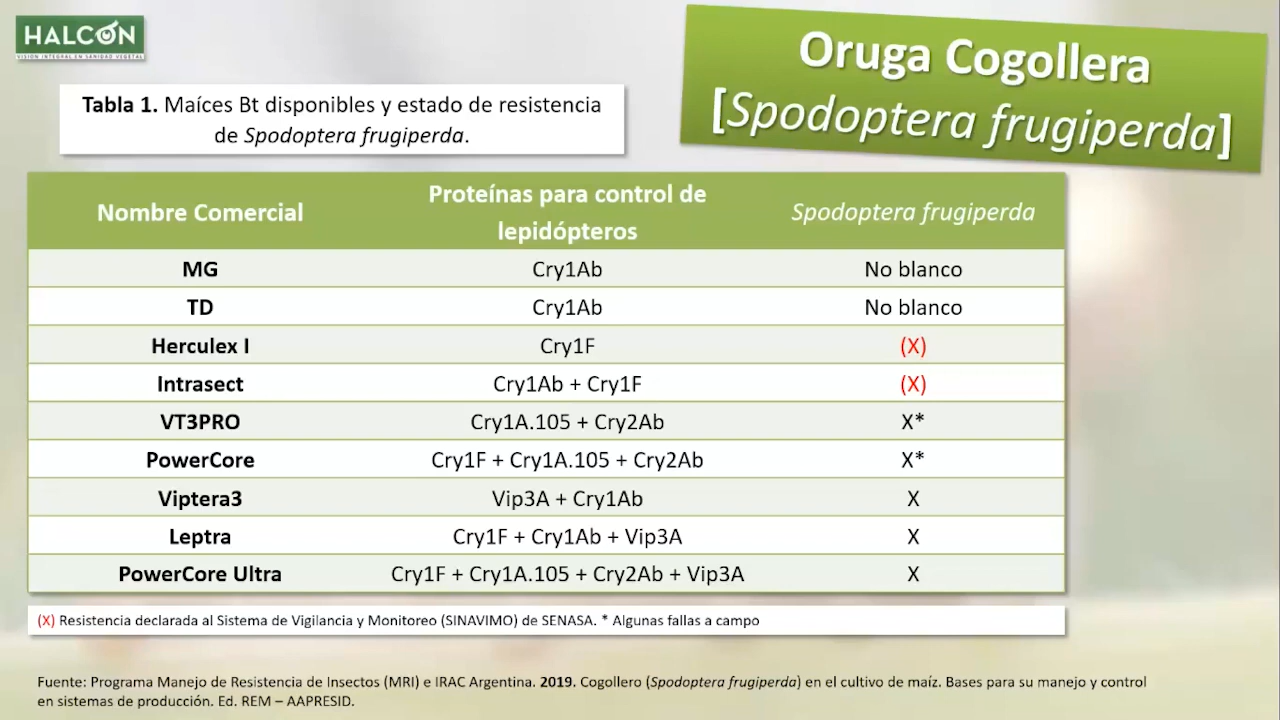 HALCÓN
VISIÓN INTEGRAL EN SANIDAD VEGETAL
Oruga Cogollera
[Spodoptera frugiperda]
Tabla 1. Maíces Bt disponibles y estado de resistencia
de Spodoptera frugiperda.
Nombre Comercial Proteínas para control de lepidópteros Spodoptera frugiperda
MG Cry1Ab No blanco
TD Cry1Ab No blanco
Herculex I Cry1F (X)
Intrasect Cry1Ab + Cry1F (X)
VT3PRO Cry1A.105 + Cry2Ab X*
PowerCore Cry1F + Cry1A.105 + Cry2Ab X*
Viptera3 Vip3A + Cry1Ab X
Leptra Cry1F + Cry1Ab + Vip3A X
PowerCore Ultra Cry1F + Cry1A.105 + Cry2Ab + Vip3A X
(X) Resistencia declarada al Sistema de Vigilancia y Monitoreo (SINAVIMO) de SENASA. * Algunas fallas a campo
Fuente: Programa Manejo de Resistencia de Insectos (MRI) e IRAC Argentina. 2019. Cogollero (Spodoptera frugiperda) en el cultivo de maíz. Bases para su manejo y control
en sistemas de producción. Ed. REM – AAPRESID.